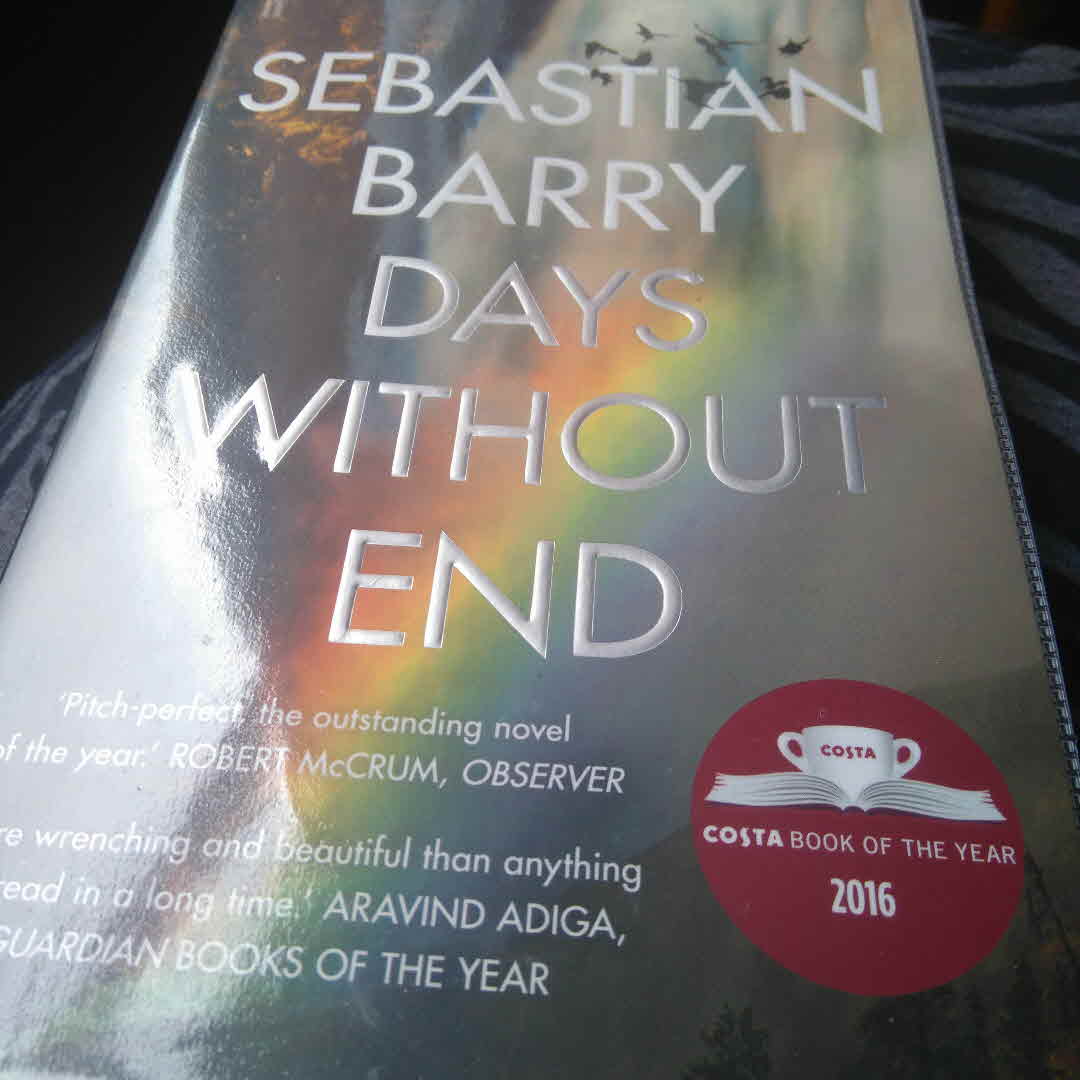 SEBASTIAN
BARRY
DAYS
WITHOUT
END
'Pitch-perfect, the outstanding novel
of the year.' ROBERT McCRUM, OBSERVER
re wrenching and beautiful than anything
read in a long time.' ARAVIND ADIGA,
GUARDIAN BOOKS OF THE YEAR
COSTA
COSTA BOOK OF THE YEAR
2016